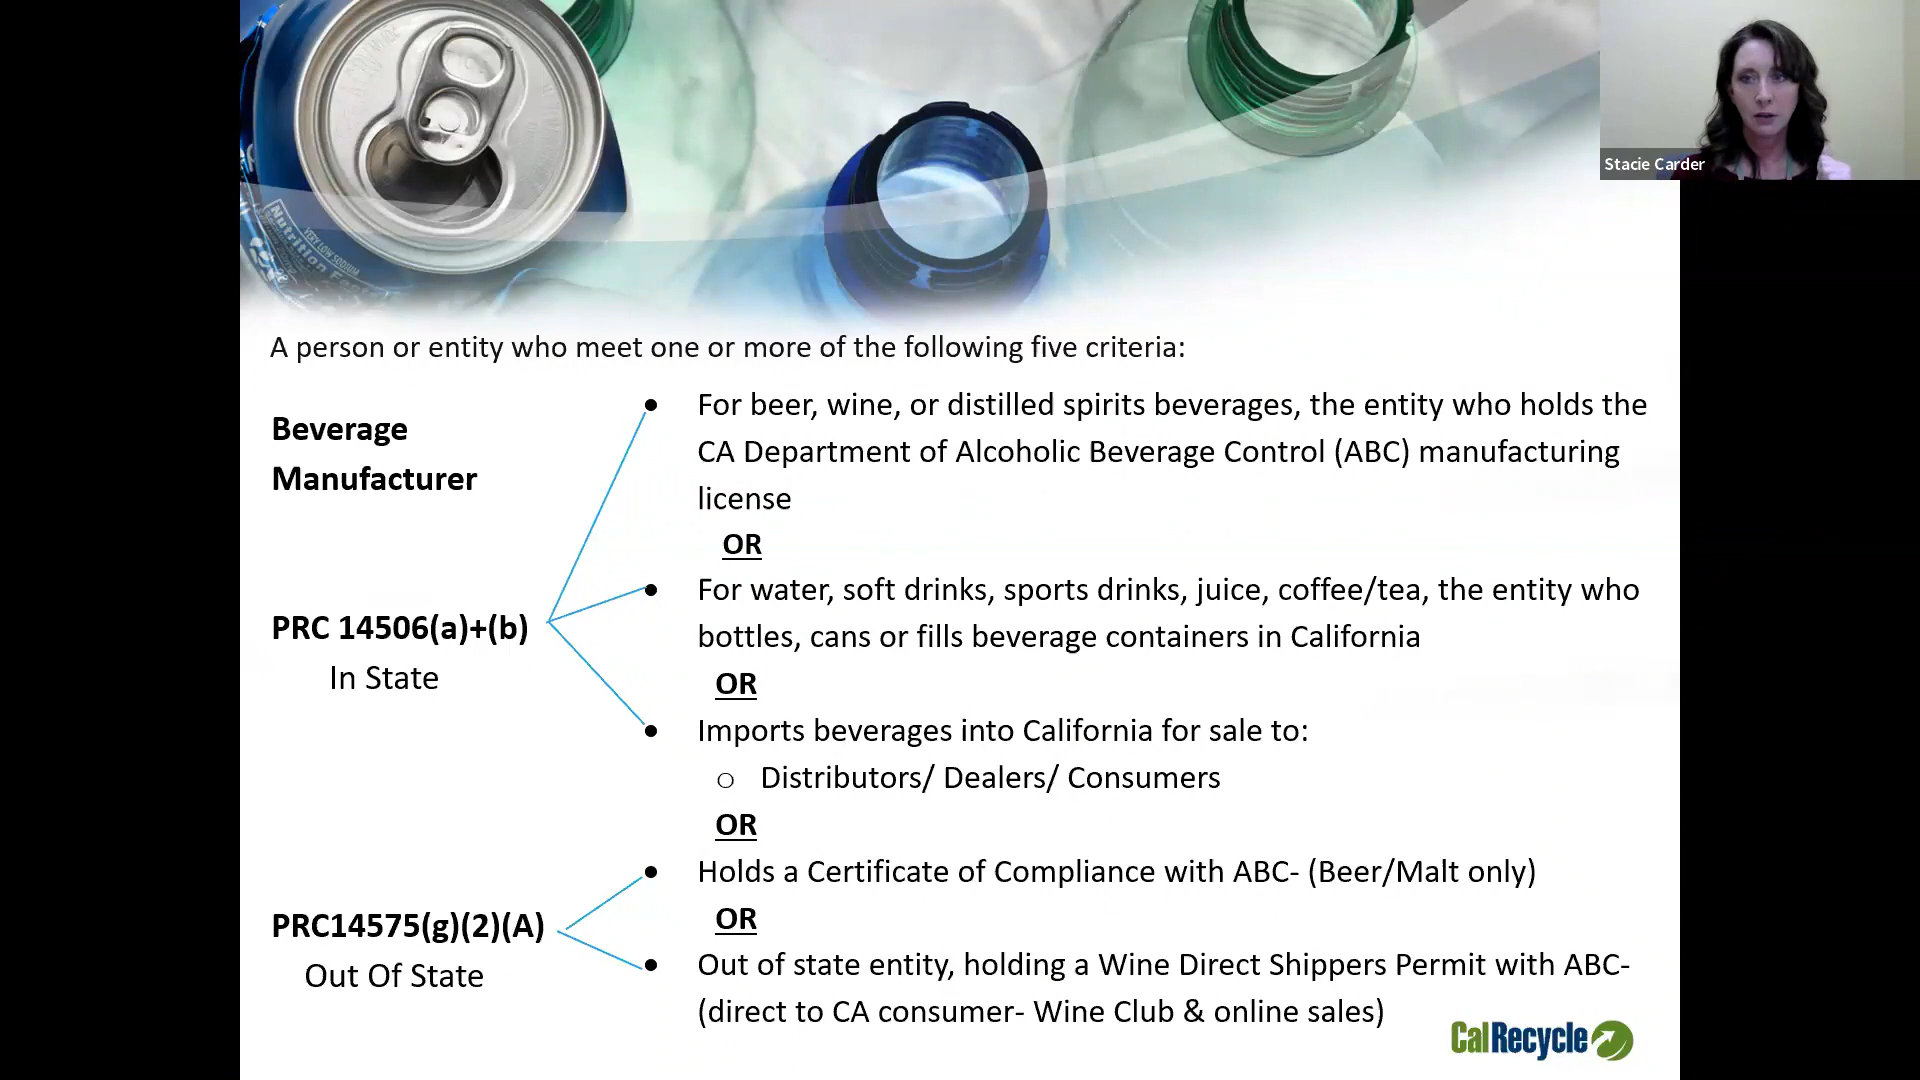 Nutrition Fac
VERY LOW SODIUM
Stacie Carder
A person or entity who meet one or more of the following five criteria:
Beverage
Manufacturer
• For beer, wine, or distilled spirits beverages, the entity who holds the
CA Department of Alcoholic Beverage Control (ABC) manufacturing
license
OR
PRC 14506(a)+(b)
In State
• For water, soft drinks, sports drinks, juice, coffee/tea, the entity who
bottles, cans or fills beverage containers in California
OR
• Imports beverages into California for sale to:
o Distributors/ Dealers/ Consumers
OR
PRC14575(g)(2)(A)
Out Of State
• Holds a Certificate of Compliance with ABC- (Beer/Malt only)
OR
• Out of state entity, holding a Wine Direct Shippers Permit with ABC-
(direct to CA consumer- Wine Club & online sales)
CalRecycle